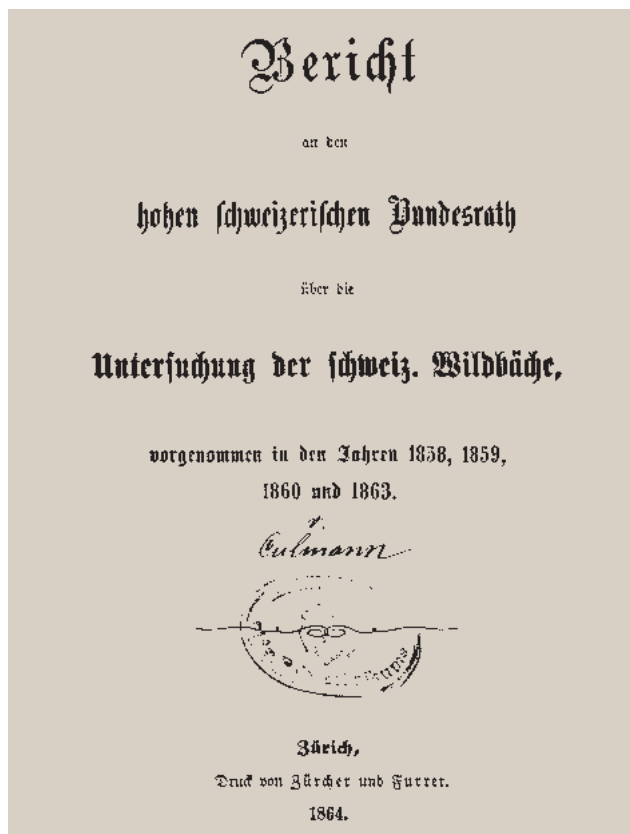 Bericht
an den
hohen schweizerischen Bundesrath
über die
Untersuchung der schweiz. Wildbäche,
vorgenommen in den Jahren 1858, 1859,
1860 und 1863.
v.
Culmann
Zürich,
Druck von Zürcher und Furrer.
1864.